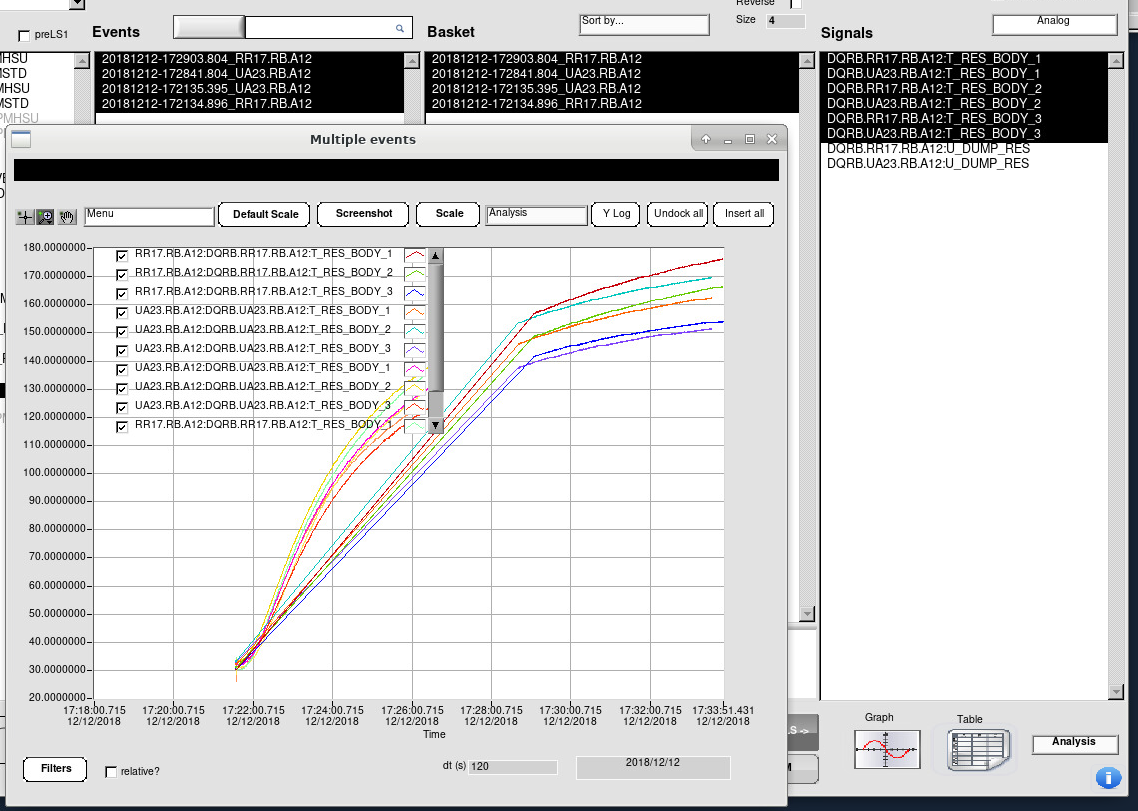 Reverse
preLS1
Events
Basket
Sort by...
Size 4
Signals
Analog
MHSU
MSTD
MHSU
MSTD
PMHSU
20181212-172903.804_RR17.RB.A12
20181212-172841.804_UA23.RB.A12
20181212-172135.395_UA23.RB.A12
20181212-172134.896_RR17.RB.A12
20181212-172903.804_RR17.RB.A12
20181212-172841.804_UA23.RB.A12
20181212-172135.395_UA23.RB.A12
20181212-172134.896_RR17.RB.A12
DQRB.RR17.RB.A12:T_RES_BODY_1
DQRB.UA23.RB.A12:T_RES_BODY_1
DQRB.RR17.RB.A12:T_RES_BODY_2
DQRB.UA23.RB.A12:T_RES_BODY_2
DQRB.RR17.RB.A12:T_RES_BODY_3
DQRB.UA23.RB.A12:T_RES_BODY_3
DQRB.RR17.RB.A12:U_DUMP_RES
DQRB.UA23.RB.A12:U_DUMP_RES
Multiple events
Menu
Default Scale
Screenshot
Scale
Analysis
Y Log
Undock all
Insert all
180.0000000
170.0000000
160.0000000
150.0000000
140.0000000
130.0000000
120.0000000
110.0000000
100.0000000
90.0000000
80.0000000
70.0000000
60.0000000
50.0000000
40.0000000
30.0000000
20.0000000
RR17.RB.A12:DQRB.RR17.RB.A12:T_RES_BODY_1
RR17.RB.A12:DQRB.RR17.RB.A12:T_RES_BODY_2
RR17.RB.A12:DQRB.RR17.RB.A12:T_RES_BODY_3
UA23.RB.A12:DQRB.UA23.RB.A12:T_RES_BODY_1
UA23.RB.A12:DQRB.UA23.RB.A12:T_RES_BODY_2
UA23.RB.A12:DQRB.UA23.RB.A12:T_RES_BODY_3
UA23.RB.A12:DQRB.UA23.RB.A12:T_RES_BODY_1
UA23.RB.A12:DQRB.UA23.RB.A12:T_RES_BODY_2
UA23.RB.A12:DQRB.UA23.RB.A12:T_RES_BODY_3
RR17.RB.A12:DQRB.RR17.RB.A12:T_RES_BODY_1
17:18:00.715 17:20:00.715 17:22:00.715 17:24:00.715 17:26:00.715 17:28:00.715 17:30:00.715 17:32:00.715 17:33:51.431
12/12/2018 12/12/2018 12/12/2018 12/12/2018 12/12/2018 12/12/2018 12/12/2018 12/12/2018 12/12/2018
Time
Filters
relative?
dt (s) 120
2018/12/12
LS ->
M
Graph
Table
Analysis